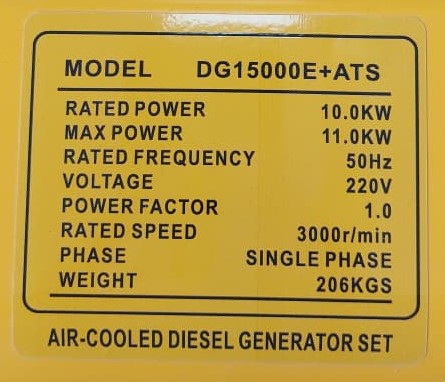 MODEL DG15000E+ATS
RATED POWER 10.0KW
MAX POWER 11.0KW
RATED FREQUENCY 50Hz
VOLTAGE 220V
POWER FACTOR 1.0
RATED SPEED 3000r/min
PHASE SINGLE PHASE
WEIGHT 206KGS
AIR-COOLED DIESEL GENERATOR SET